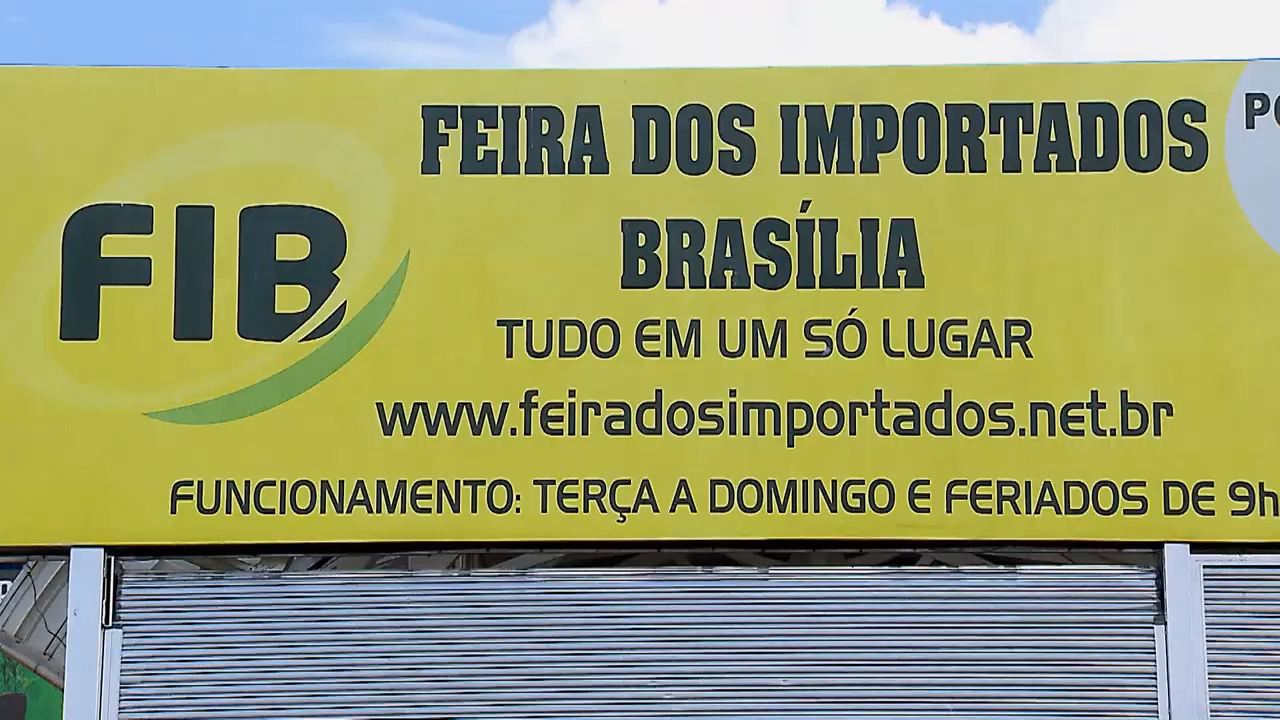 FEIRA DOS IMPORTADOS
BRASÍLIA
FIB
TUDO EM UM SÓ LUGAR
www.feiradosimportados.net.br
FUNCIONAMENTO: TERÇA A DOMINGO E FERIADOS DE 9h